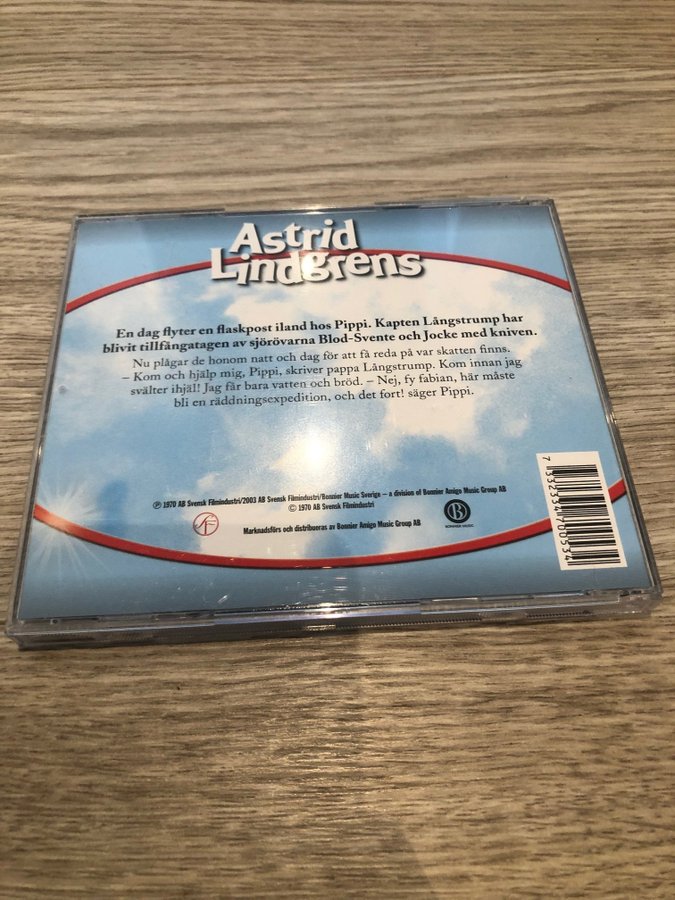 Astrid
Lindgrens
En dag flyter en flaskpost iland hos Pippi. Kapten Långstrump har
blivit tillfångatagen av sjörövarna Blod-Svente och Jocke med kniven.
Nu plågar de honom natt och dag för att få reda på var skatten finns.
– Kom och hjälp mig, Pippi, skriver pappa Långstrump. Kom innan jag
svälter ihjäl! Jag får bara vatten och bröd. – Nej, fy fabian, här måste
bli en räddningsexpedition, och det fort! säger Pippi.
℗ 1970 AB Svensk Filmindustri/2003 AB Svensk Filmindustri/Bonnier Music Sverige – a division of Bonnier Amigo Music Group AB
© 1970 AB Svensk Filmindustri
SF
B
BONNIER MUSIC
Marknadsförs och distribueras av Bonnier Amigo Music Group AB